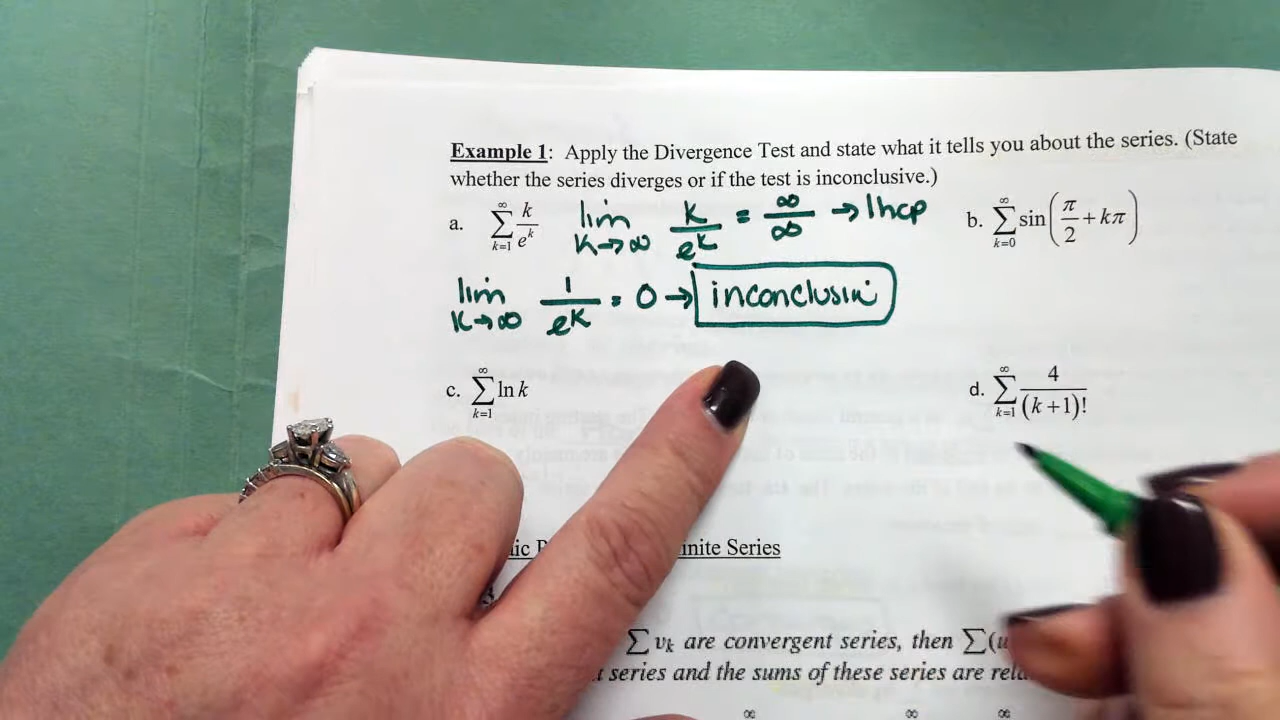 Example 1: Apply the Divergence Test and state what it tells you about the series. (State
whether the series diverges or if the test is inconclusive.)
a. ∑_{k=1}^{∞} k/e^k lim_{k→∞} k/e^k = ∞/∞ → lhop
lim_{k→∞} 1/e^k = 0 → inconclusiv
b. ∑_{k=0}^{∞} sin(π/2 + kπ)
c. ∑_{k=1}^{∞} ln k
d. ∑_{k=1}^{∞} 4/(k+1)!
inite Series
∑ v_k are convergent series, then ∑(u
series and the sums of these series are rela
∞ ∞ ∞